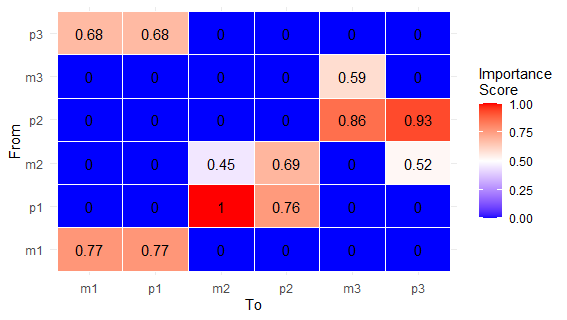 p3 0.68 0.68 0 0 0 0
m3 0 0 0 0 0.59 0
p2 0 0 0 0 0.86 0.93
m2 0 0 0.45 0.69 0 0.52
p1 0 0 1 0.76 0 0
m1 0.77 0.77 0 0 0 0
m1 p1 m2 p2 m3 p3
To
From
Importance
Score
1.00
0.75
0.50
0.25
0.00